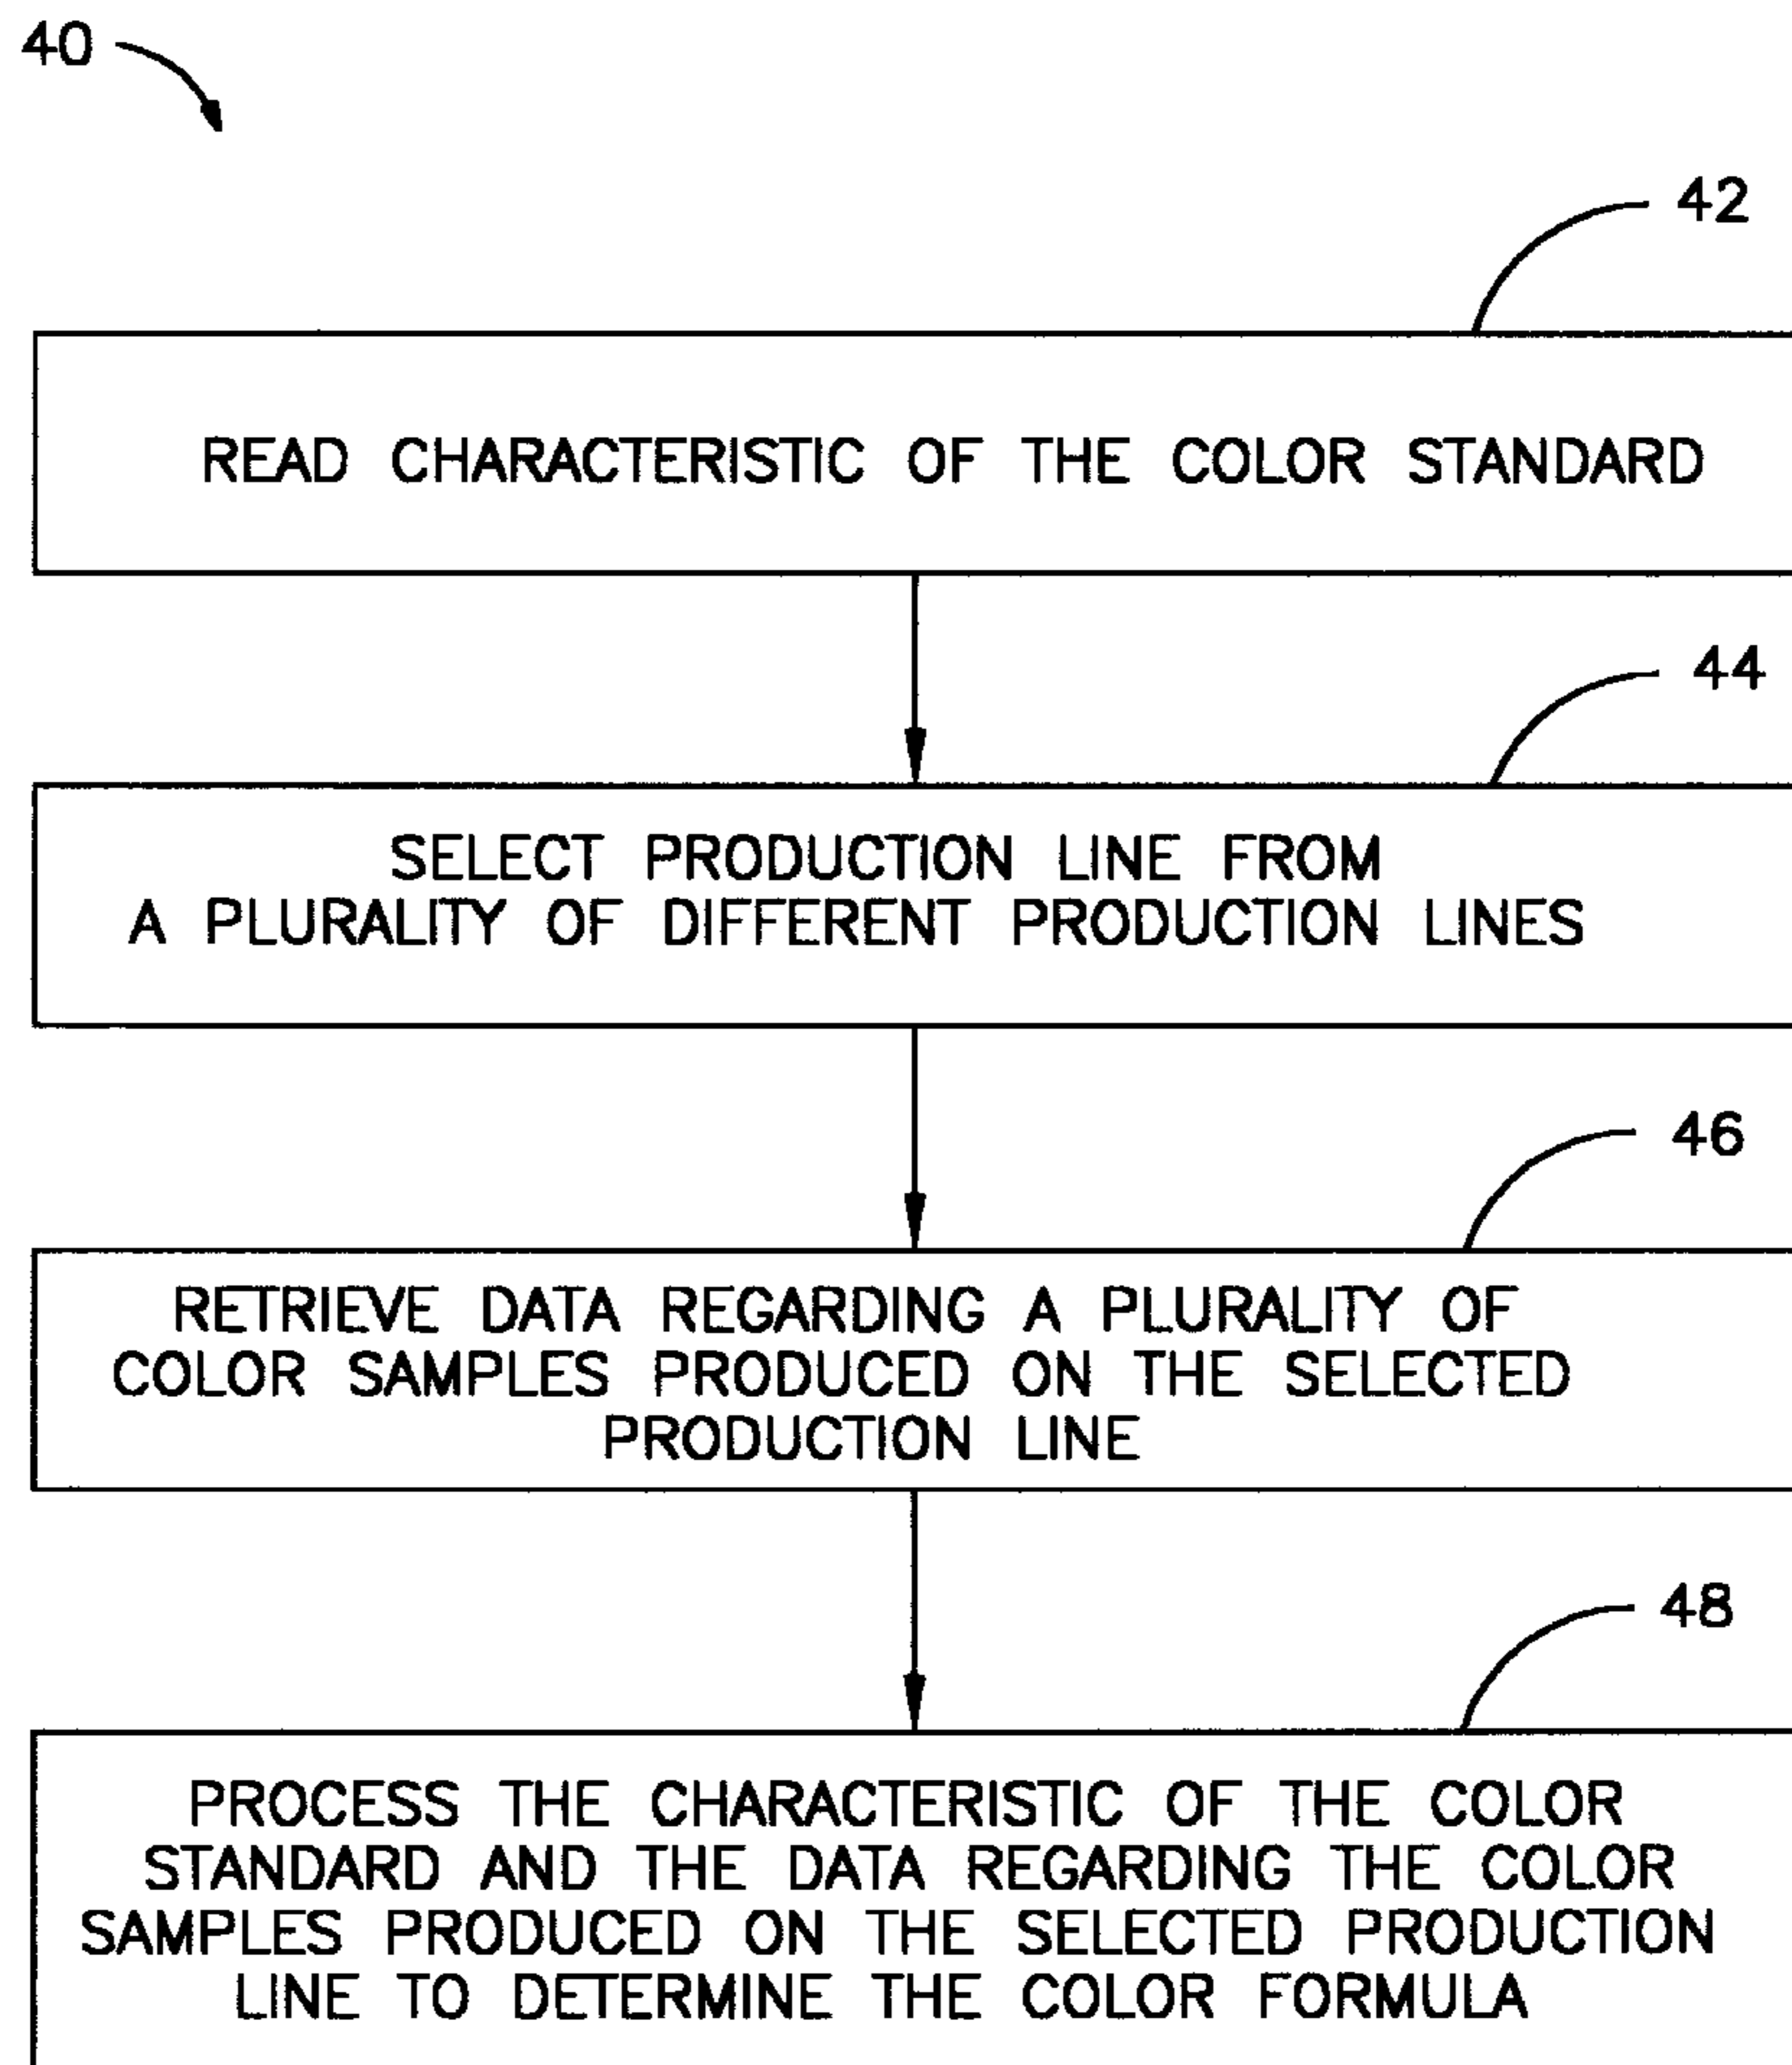 40
42
READ CHARACTERISTIC OF THE COLOR STANDARD
44
SELECT PRODUCTION LINE FROM
A PLURALITY OF DIFFERENT PRODUCTION LINES
46
RETRIEVE DATA REGARDING A PLURALITY OF
COLOR SAMPLES PRODUCED ON THE SELECTED
PRODUCTION LINE
48
PROCESS THE CHARACTERISTIC OF THE COLOR
STANDARD AND THE DATA REGARDING THE COLOR
SAMPLES PRODUCED ON THE SELECTED PRODUCTION
LINE TO DETERMINE THE COLOR FORMULA